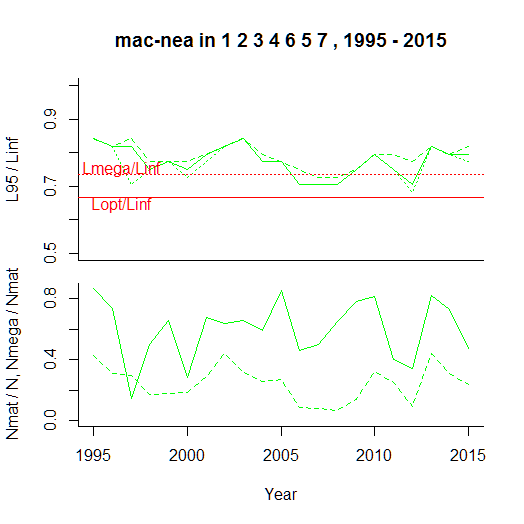 mac-nea in 1 2 3 4 6 5 7 , 1995 - 2015
L95 / Linf
0.9
0.7
0.5
Lmega/Linf
Lopt/Linf
Nmat / N, Nmega / Nmat
0.8
0.4
0.0
1995
2000
2005
2010
2015
Year